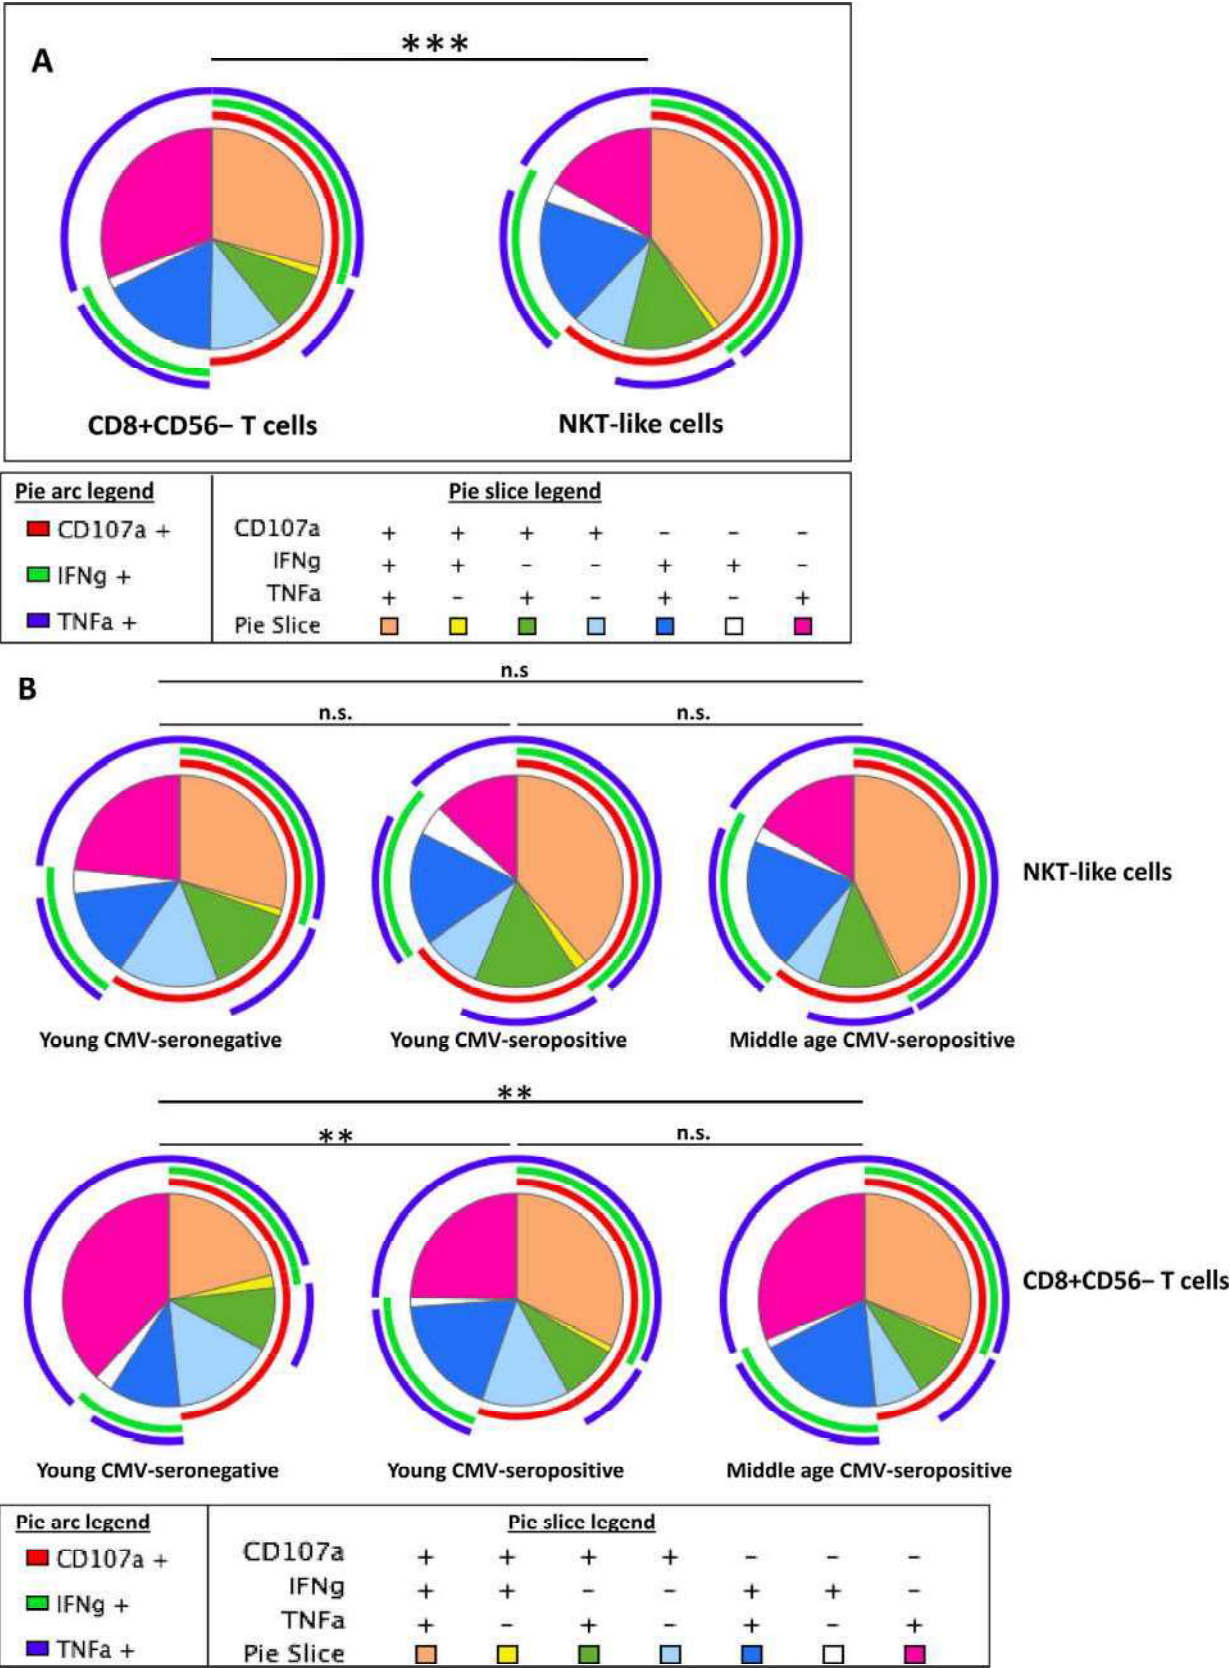 A
***
CD8+CD56– T cells
NKT-like cells
Pie arc legend
Pie slice legend
CD107a +
IFNg +
TNFa +
CD107a + + + + - - -
IFNg + + - - + + -
TNFa + - + - + - +
Pie Slice
B
n.s
n.s.
n.s.
NKT-like cells
Young CMV-seronegative
Young CMV-seropositive
Middle age CMV-seropositive
**
**
n.s.
CD8+CD56– T cells
Young CMV-seronegative
Young CMV-seropositive
Middle age CMV-seropositive
Pie arc legend
Pie slice legend
CD107a +
IFNg +
TNFa +
CD107a + + + + - - -
IFNg + + - - + + -
TNFa + - + - + - +
Pie Slice